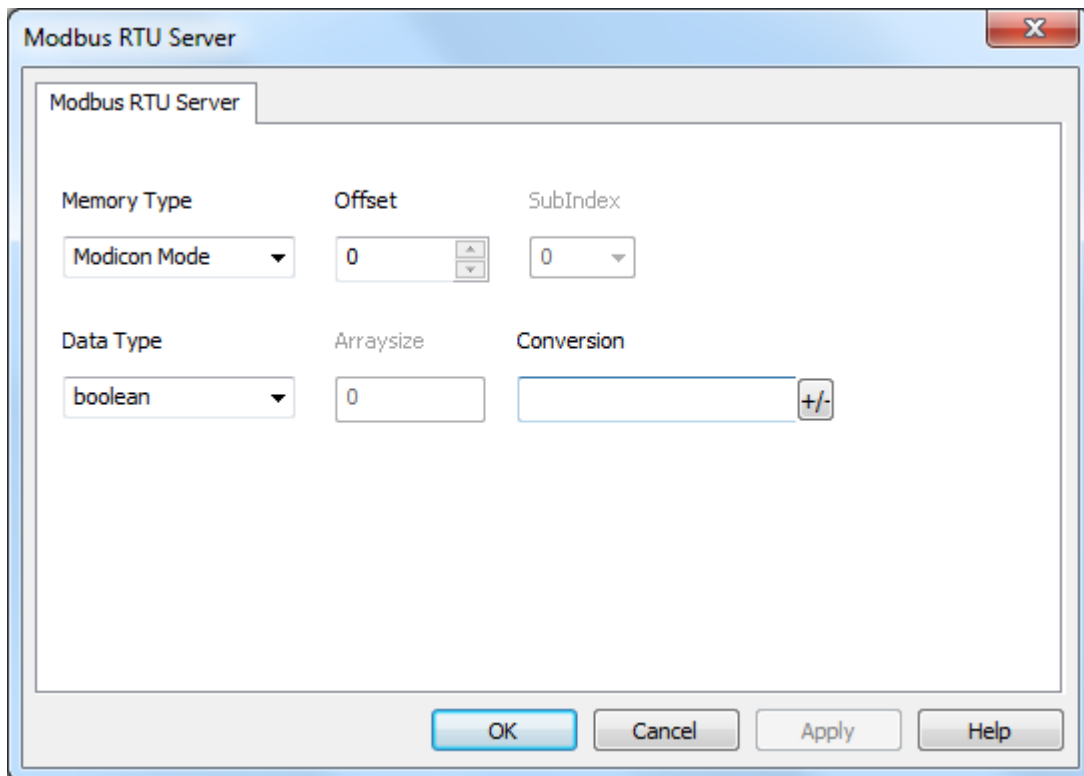 Modbus RTU Server
Modbus RTU Server
Memory Type Offset SubIndex
Modicon Mode 0 0
Data Type Arraysize Conversion
boolean 0 +/-
OK Cancel Apply Help